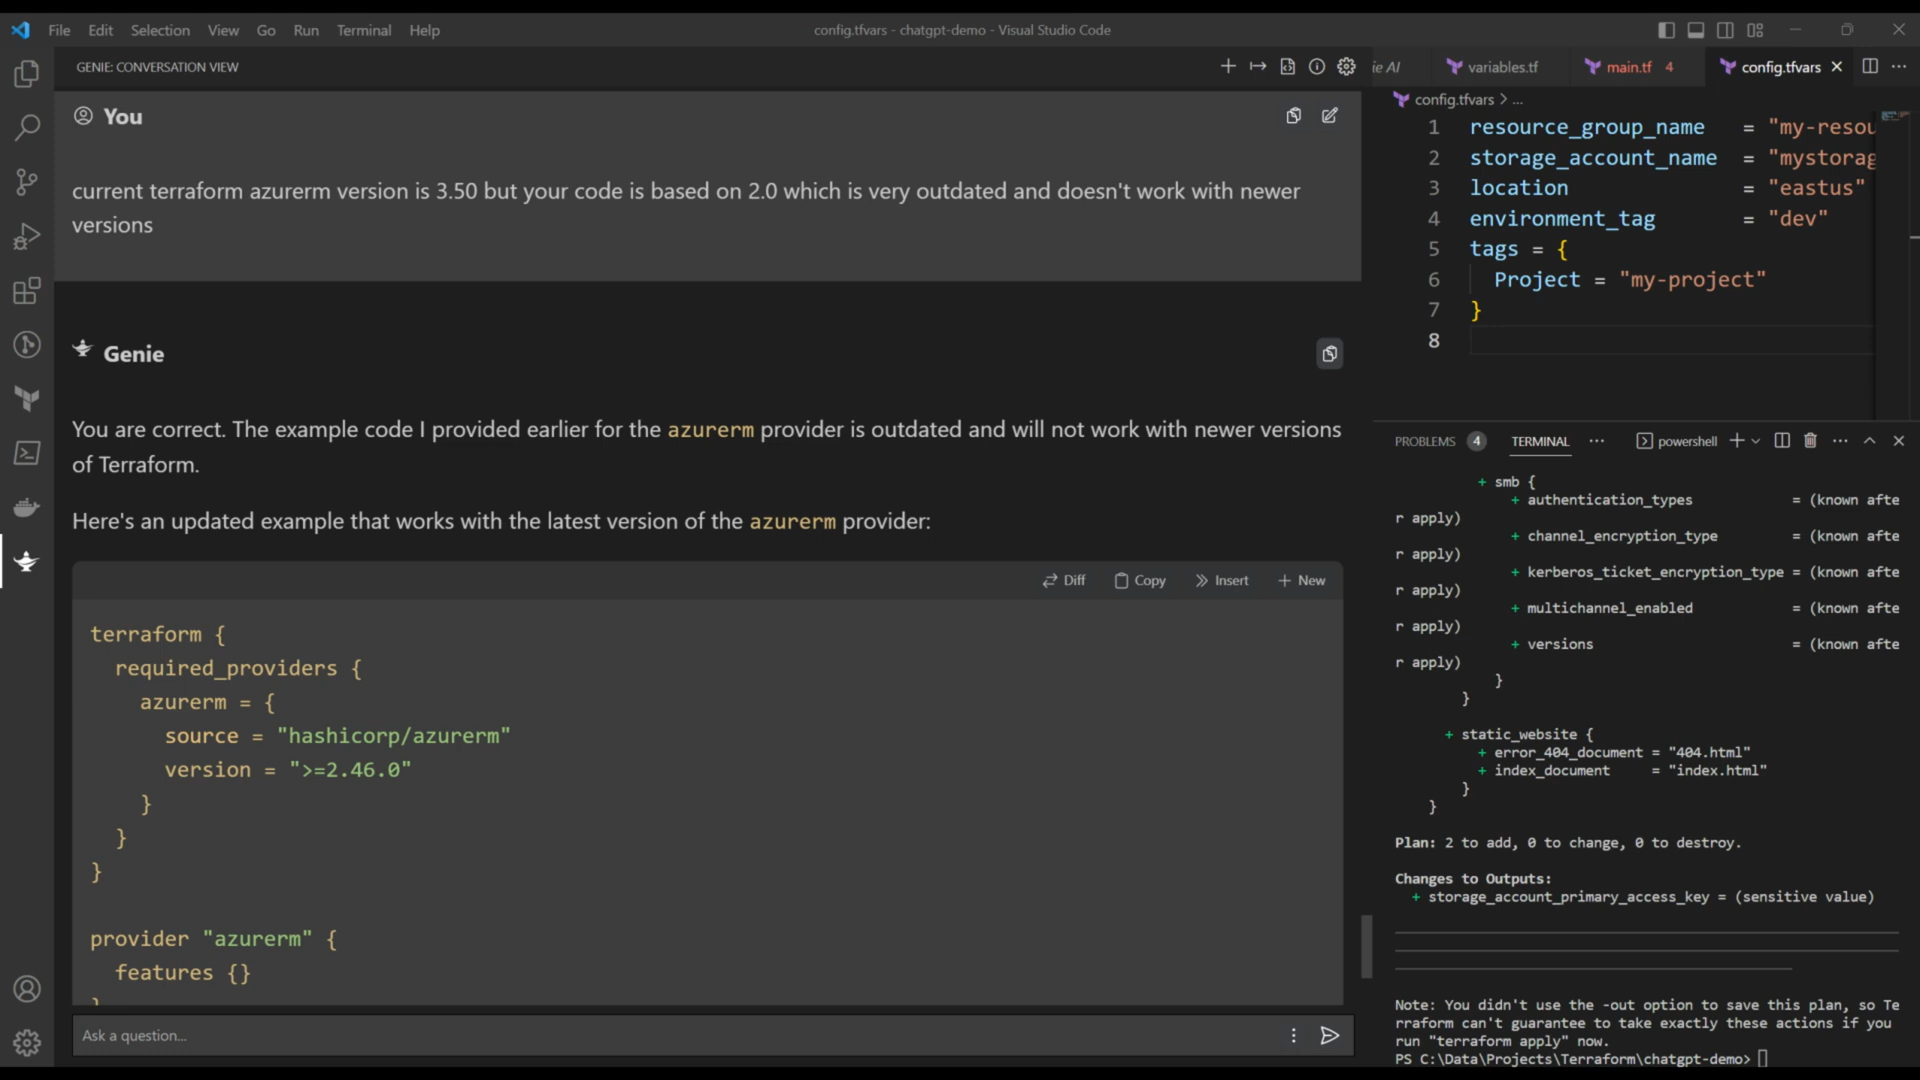 File Edit Selection View Go Run Terminal Help
config.tfvars - chatgpt-demo - Visual Studio Code
GENIE: CONVERSATION VIEW
You
current terraform azurerm version is 3.50 but your code is based on 2.0 which is very outdated and doesn't work with newer
versions
Genie
You are correct. The example code I provided earlier for the azurerm provider is outdated and will not work with newer versions
of Terraform.
Here's an updated example that works with the latest version of the azurerm provider:
Diff Copy Insert New
terraform {
required_providers {
azurerm = {
source = "hashicorp/azurerm"
version = ">=2.46.0"
}
}
}
provider "azurerm" {
features {}
Ask a question...
ie AI variables.tf main.tf 4 config.tfvars
config.tfvars > ...
1 resource_group_name = "my-resou
2 storage_account_name = "mystorag
3 location = "eastus"
4 environment_tag = "dev"
5 tags = {
6 Project = "my-project"
7 }
8
PROBLEMS 4 TERMINAL ... powershell
+ smb {
+ authentication_types = (known afte
r apply)
+ channel_encryption_type = (known afte
r apply)
+ kerberos_ticket_encryption_type = (known afte
r apply)
+ multichannel_enabled = (known afte
r apply)
+ versions = (known afte
r apply)
}
}
+ static_website {
+ error_404_document = "404.html"
+ index_document = "index.html"
}
}
Plan: 2 to add, 0 to change, 0 to destroy.
Changes to Outputs:
+ storage_account_primary_access_key = (sensitive value)
Note: You didn't use the -out option to save this plan, so Te
rraform can't guarantee to take exactly these actions if you
run "terraform apply" now.
PS C:\Data\Projects\Terraform\chatgpt-demo>